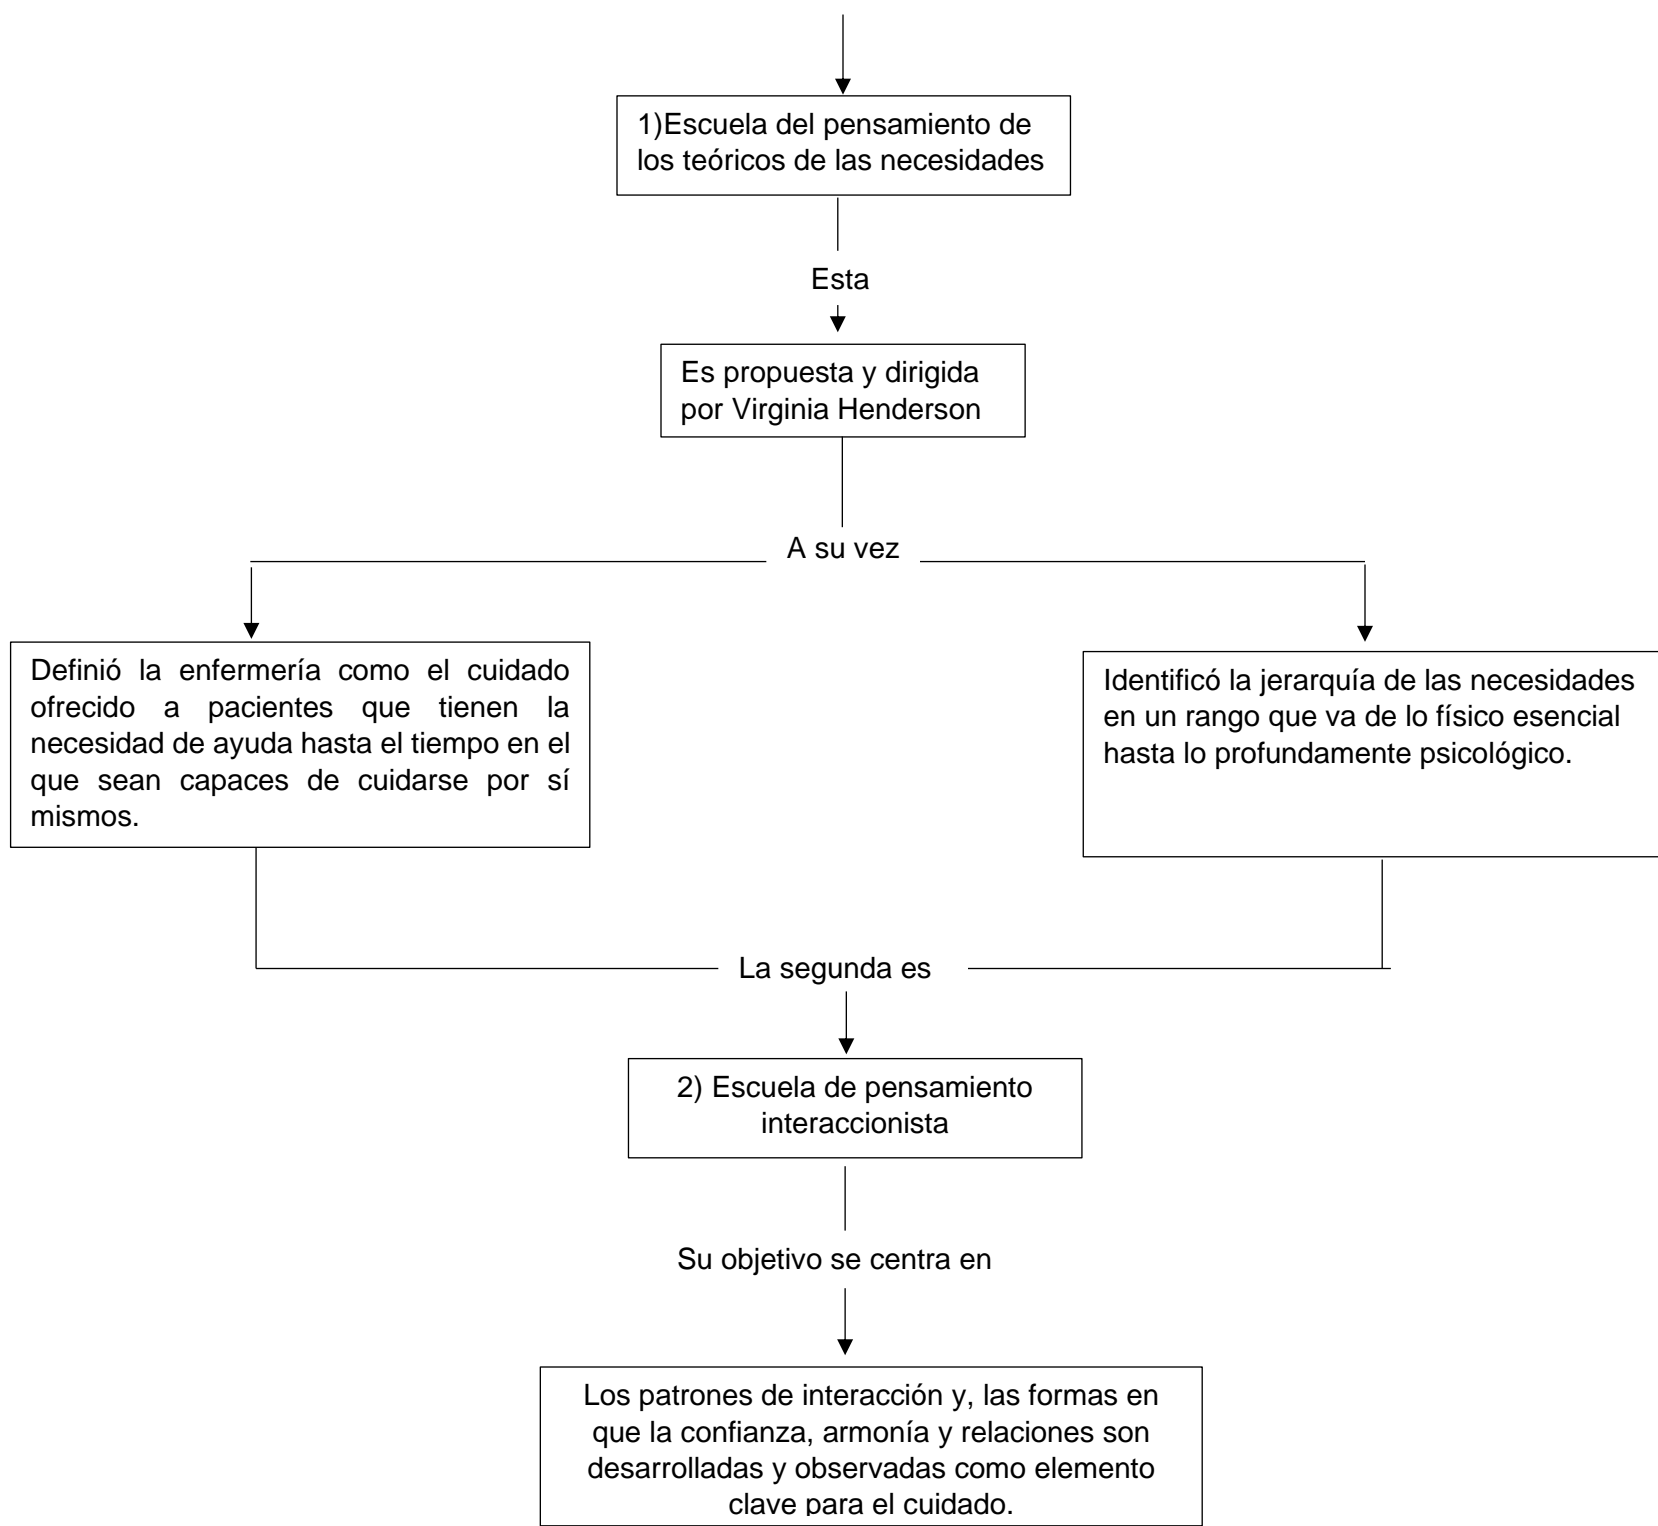 1)Escuela del pensamiento de
los teóricos de las necesidades
Esta
Es propuesta y dirigida
por Virginia Henderson
A su vez
Definió la enfermería como el cuidado
ofrecido a pacientes que tienen la
necesidad de ayuda hasta el tiempo en el
que sean capaces de cuidarse por sí
mismos.
Identificó la jerarquía de las necesidades
en un rango que va de lo físico esencial
hasta lo profundamente psicológico.
La segunda es
2) Escuela de pensamiento
interaccionista
Su objetivo se centra en
Los patrones de interacción y, las formas en
que la confianza, armonía y relaciones son
desarrolladas y observadas como elemento
clave para el cuidado.